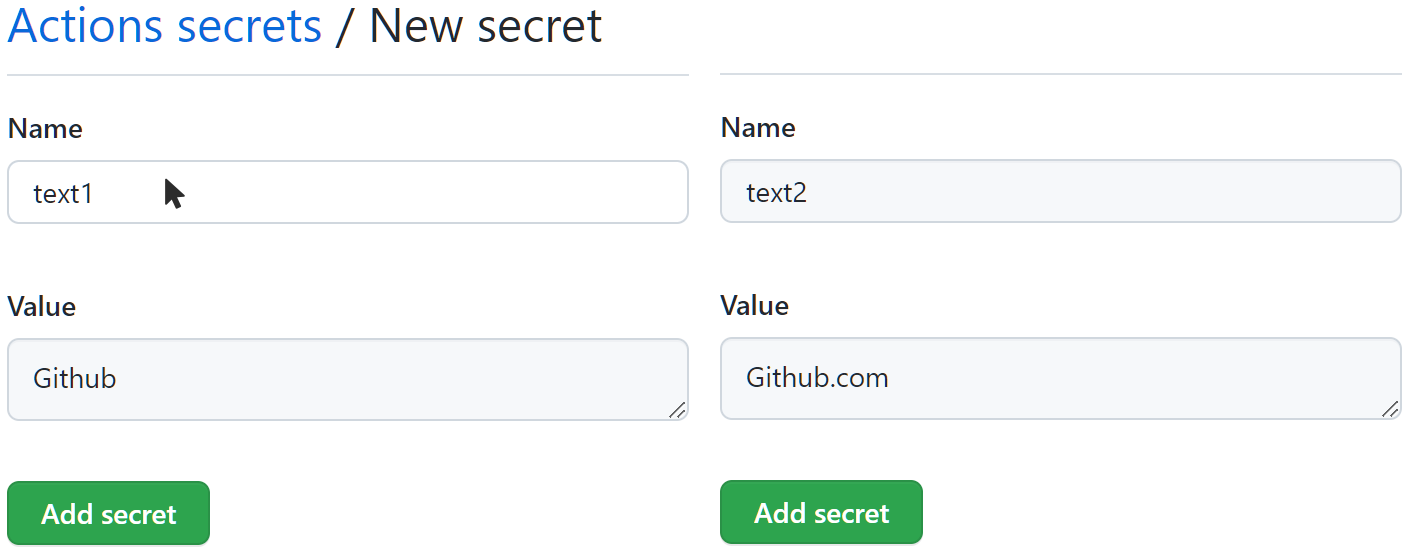 Actions secrets / New secret
Name
text1
Value
Github
Add secret
Name
text2
Value
Github.com
Add secret